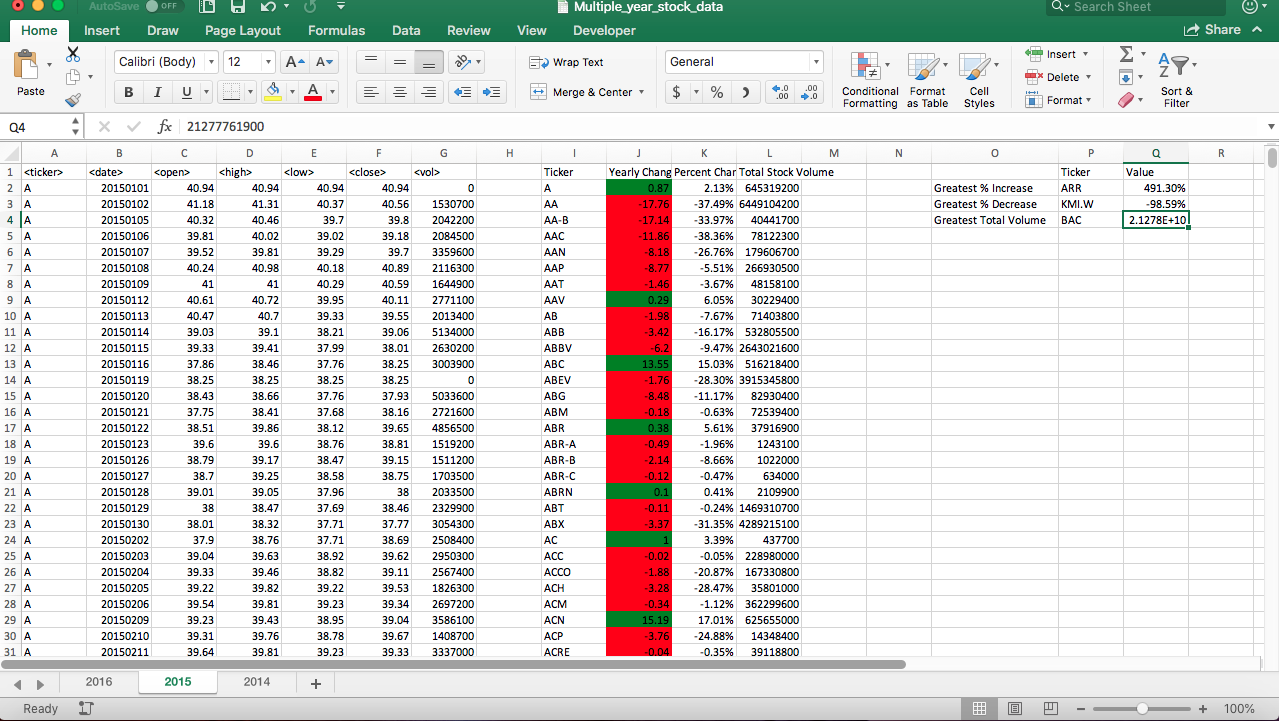 AutoSave OFF Multiple_year_stock_data Search Sheet
Home Insert Draw Page Layout Formulas Data Review View Developer Share
Paste Calibri (Body) 12 A A Wrap Text General Conditional Formatting Format as Table Cell Styles Insert Delete Format Sort & Filter
B I U A Merge & Center $ % )
Q4 fx 21277761900
A B C D E F G H I J K L M N O P Q R
1 <ticker> <date> <open> <high> <low> <close> <vol> Ticker Yearly Chang Percent Char Total Stock Volume Ticker Value
2 A 20150101 40.94 40.94 40.94 40.94 0 A 0.87 2.13% 645319200 Greatest % Increase ARR 491.30%
3 A 20150102 41.18 41.31 40.37 40.56 1530700 AA -17.76 -37.49% 6449104200 Greatest % Decrease KMI.W -98.59%
4 A 20150105 40.32 40.46 39.7 39.8 2042200 AA-B -17.14 -33.97% 40441700 Greatest Total Volume BAC 2.1278E+10
5 A 20150106 39.81 40.02 39.02 39.18 2084500 AAC -11.86 -38.36% 78122300
6 A 20150107 39.52 39.81 39.29 39.7 3359600 AAN -8.18 -26.76% 179606700
7 A 20150108 40.24 40.98 40.18 40.89 2116300 AAP -8.77 -5.51% 266930500
8 A 20150109 41 41 40.29 40.59 1644900 AAT -1.46 -3.67% 48158100
9 A 20150112 40.61 40.72 39.95 40.11 2771100 AAV 0.29 6.05% 30229400
10 A 20150113 40.47 40.7 39.33 39.55 2013400 AB -1.98 -7.67% 71403800
11 A 20150114 39.03 39.1 38.21 39.06 5134000 ABB -3.42 -16.17% 532805500
12 A 20150115 39.33 39.41 37.99 38.01 2630200 ABBV -6.2 -9.47% 2643021600
13 A 20150116 37.86 38.46 37.76 38.25 3003900 ABC 13.55 15.03% 516218400
14 A 20150119 38.25 38.25 38.25 38.25 0 ABEV -1.76 -28.30% 3915345800
15 A 20150120 38.43 38.66 37.76 37.93 5033600 ABG -8.48 -11.17% 82930400
16 A 20150121 37.75 38.41 37.68 38.16 2721600 ABM -0.18 -0.63% 72539400
17 A 20150122 38.51 39.86 38.12 39.65 4856500 ABR 0.38 5.61% 37916900
18 A 20150123 39.6 39.6 38.76 38.81 1519200 ABR-A -0.49 -1.96% 1243100
19 A 20150126 38.79 39.17 38.47 39.15 1511200 ABR-B -2.14 -8.66% 1022000
20 A 20150127 38.7 39.25 38.58 38.75 1703500 ABR-C -0.12 -0.47% 634000
21 A 20150128 39.01 39.05 37.96 38 2033500 ABRN 0.1 0.41% 2109900
22 A 20150129 38 38.47 37.69 38.46 2329900 ABT -0.11 -0.24% 1469310700
23 A 20150130 38.01 38.32 37.71 37.77 3054300 ABX -3.37 -31.35% 4289215100
24 A 20150202 37.9 38.76 37.71 38.69 2508400 AC 1 3.39% 437700
25 A 20150203 39.04 39.63 38.92 39.62 2950300 ACC -0.02 -0.05% 228980000
26 A 20150204 39.33 39.46 38.82 39.11 2567400 ACCO -1.88 -20.87% 167330800
27 A 20150205 39.22 39.82 39.22 39.53 1826300 ACH -3.28 -28.47% 35801000
28 A 20150206 39.54 39.81 39.23 39.34 2697200 ACM -0.34 -1.12% 362299600
29 A 20150209 39.23 39.43 38.95 39.04 3586100 ACN 15.19 17.01% 625655000
30 A 20150210 39.31 39.76 38.78 39.67 1408700 ACP -3.76 -24.88% 14348400
31 A 20150211 39.64 39.81 39.23 39.33 3337000 ACRE -0.04 -0.35% 39118800
2016 2015 2014 +
Ready 100%